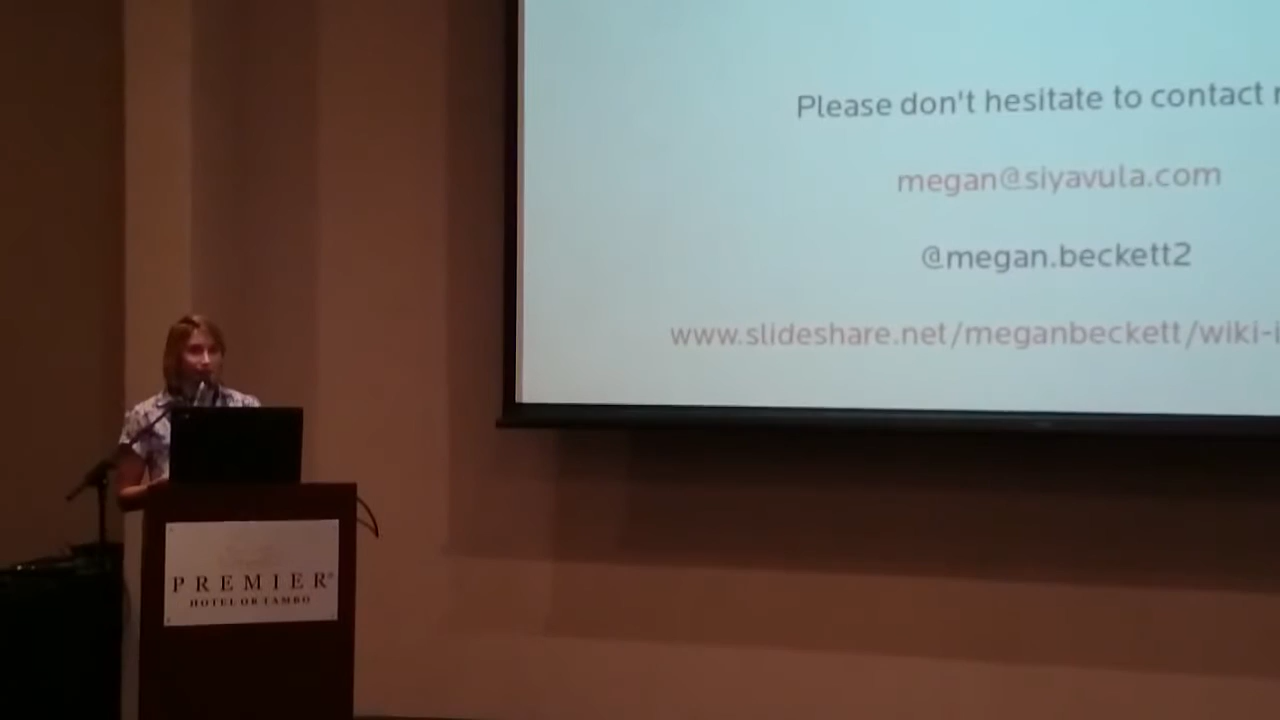 Please don't hesitate to contact
megan@siyavula.com
@megan.beckett2
www.slideshare.net/meganbeckett/wiki-i
PREMIER®
HOTEL OR TAMBO